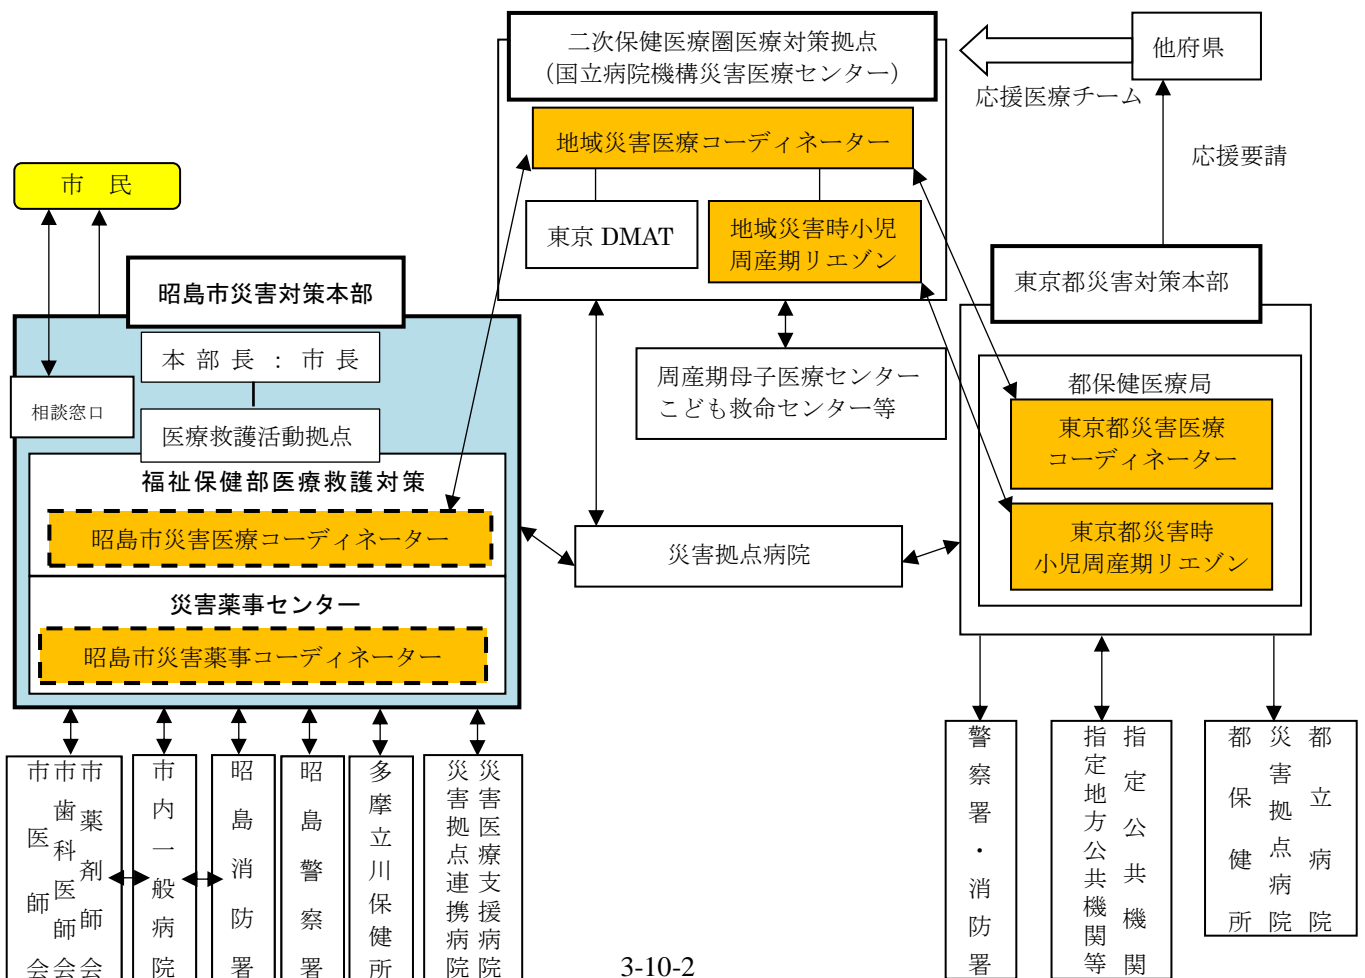 二次保健医療圏医療対策拠点
（国立病院機構災害医療センター）
他府県
応援医療チーム
応援要請
地域災害医療コーディネーター
東京 DMAT
地域災害時小児
周産期リエゾン
市　民
昭島市災害対策本部
本 部 長 ： 市 長
相談窓口
医療救護活動拠点
福祉保健部医療救護対策
昭島市災害医療コーディネーター
災害薬事センター
昭島市災害薬事コーディネーター
周産期母子医療センター
こども救命センター等
災害拠点病院
東京都災害対策本部
都保健医療局
東京都災害医療
コーディネーター
東京都災害時
小児周産期リエゾン
市薬剤師会
市歯科医師会
市医師会
市内一般病院
昭島消防署
昭島警察署
多摩立川保健所
災害医療支援病院
災害拠点連携病院
警察署・消防署
指定公共機関
指定地方公共機関等
都立病院
災害拠点病院
都保健所
3-10-2